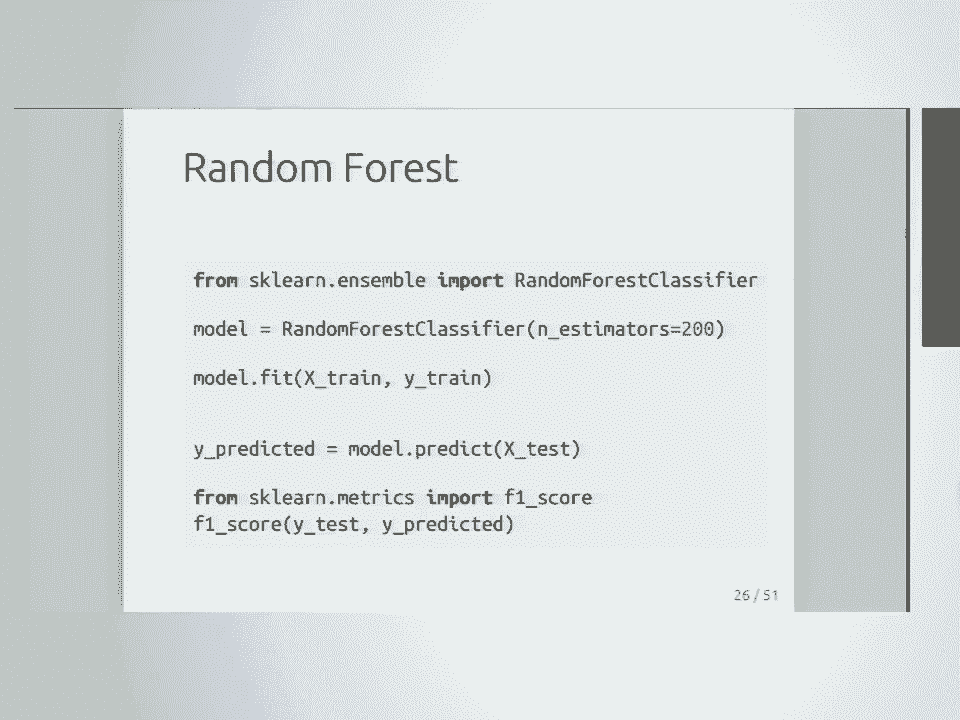 Random Forest
from sklearn.ensemble import RandomForestClassifier
model = RandomForestClassifier(n_estimators=200)
model.fit(X_train, y_train)
y_predicted = model.predict(X_test)
from sklearn.metrics import f1_score
f1_score(y_test, y_predicted)
26 / 51